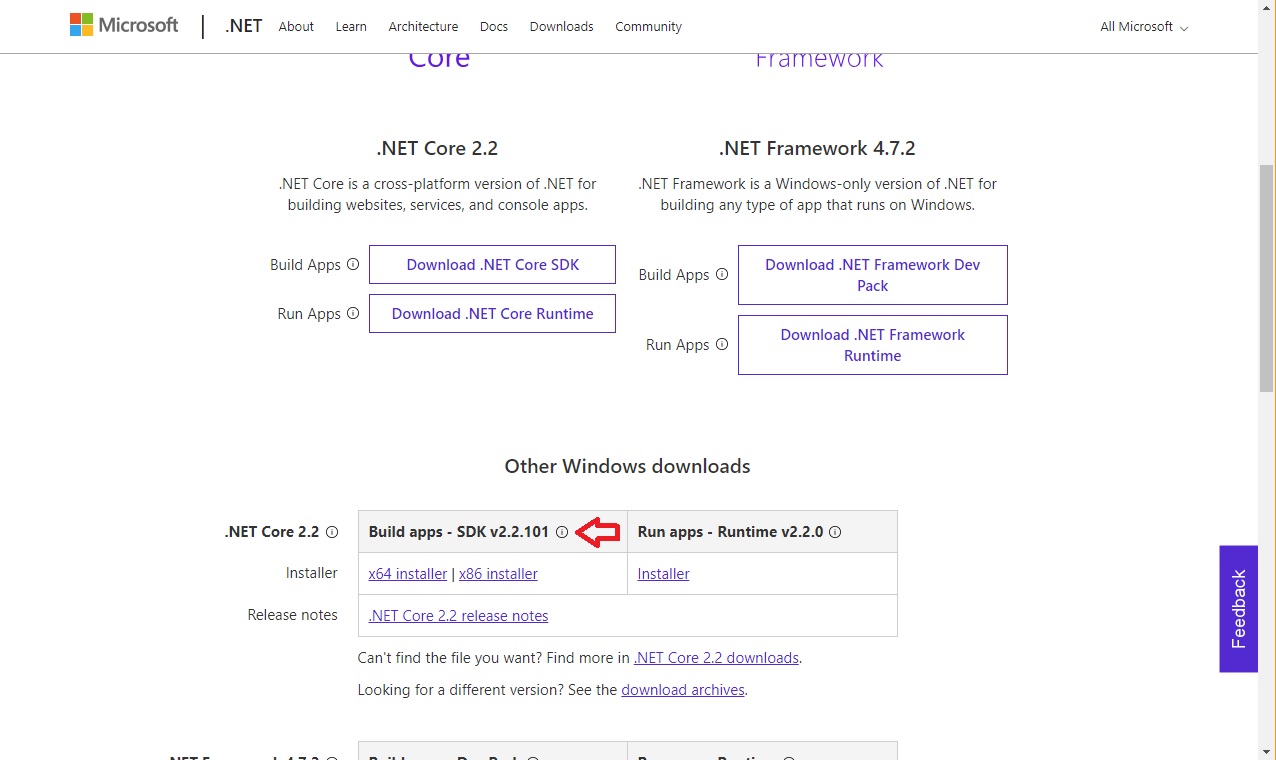 Microsoft | .NET About Learn Architecture Docs Downloads Community All Microsoft
Core Framework
.NET Core 2.2
.NET Core is a cross-platform version of .NET for
building websites, services, and console apps.
Build Apps Download .NET Core SDK
Run Apps Download .NET Core Runtime
.NET Framework 4.7.2
.NET Framework is a Windows-only version of .NET for
building any type of app that runs on Windows.
Build Apps Download .NET Framework Dev
Pack
Run Apps Download .NET Framework
Runtime
Other Windows downloads
.NET Core 2.2 Build apps - SDK v2.2.101 Run apps - Runtime v2.2.0
Installer x64 installer | x86 installer Installer
Release notes .NET Core 2.2 release notes
Can't find the file you want? Find more in .NET Core 2.2 downloads.
Looking for a different version? See the download archives.
Feedback